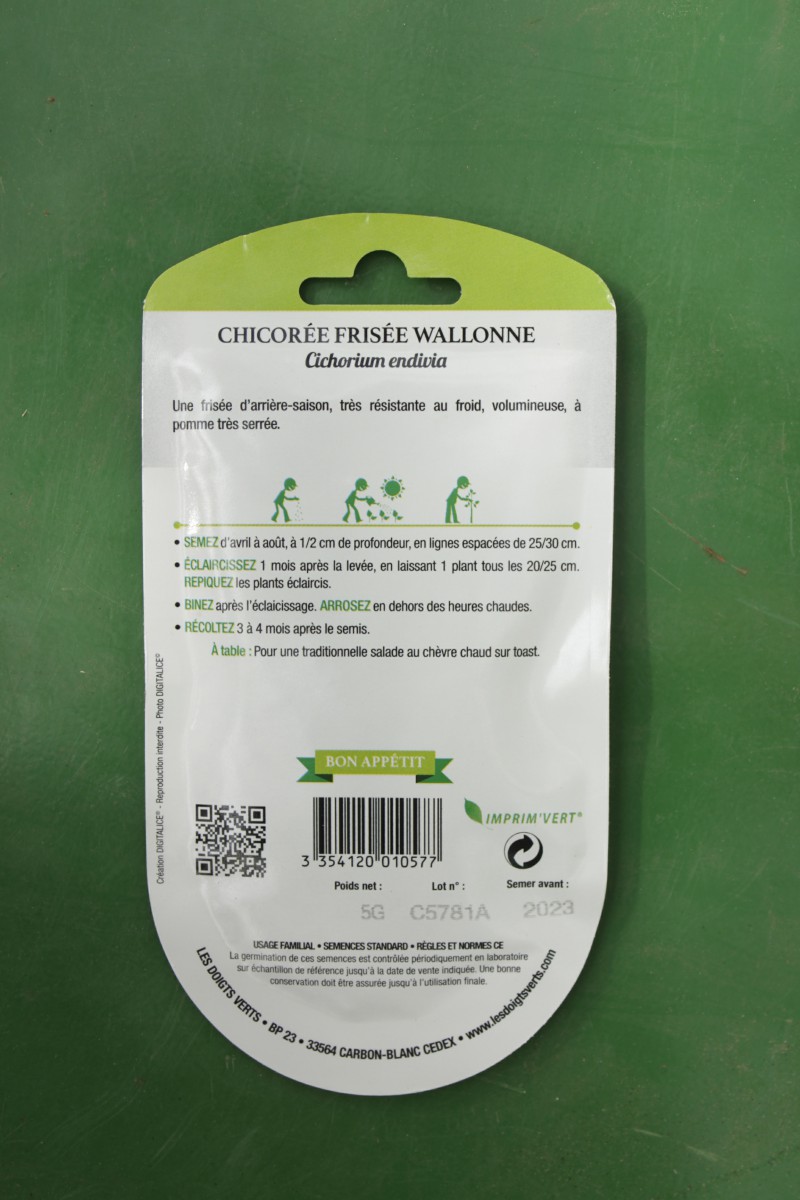 CHICORÉE FRISÉE WALLONNE
Cichorium endivia
Une frisée d'arrière-saison, très résistante au froid, volumineuse, à
pomme très serrée.
• SEMEZ d'avril à août, à 1/2 cm de profondeur, en lignes espacées de 25/30 cm.
• ÉCLAIRCISSEZ 1 mois après la levée, en laissant 1 plant tous les 20/25 cm.
REPIQUEZ les plants éclaircis.
• BINEZ après l'éclaicissage. ARROSEZ en dehors des heures chaudes.
• RÉCOLTEZ 3 à 4 mois après le semis.
À table : Pour une traditionnelle salade au chèvre chaud sur toast.
Création DIGITALICE® - Reproduction interdite - Photo DIGITALICE®
BON APPÉTIT
IMPRIM'VERT®
3 354120 010577
Poids net : Lot n° : Semer avant :
5G C5781A 2023
USAGE FAMILIAL • SEMENCES STANDARD • RÈGLES ET NORMES CE
La germination de ces semences est contrôlée périodiquement en laboratoire
sur échantillon de référence jusqu'à la date de vente indiquée. Une bonne
conservation doit être assurée jusqu'à l'utilisation finale.
LES DOIGTS VERTS • BP 23 • 33564 CARBON-BLANC CEDEX • www.lesdoigtsverts.com